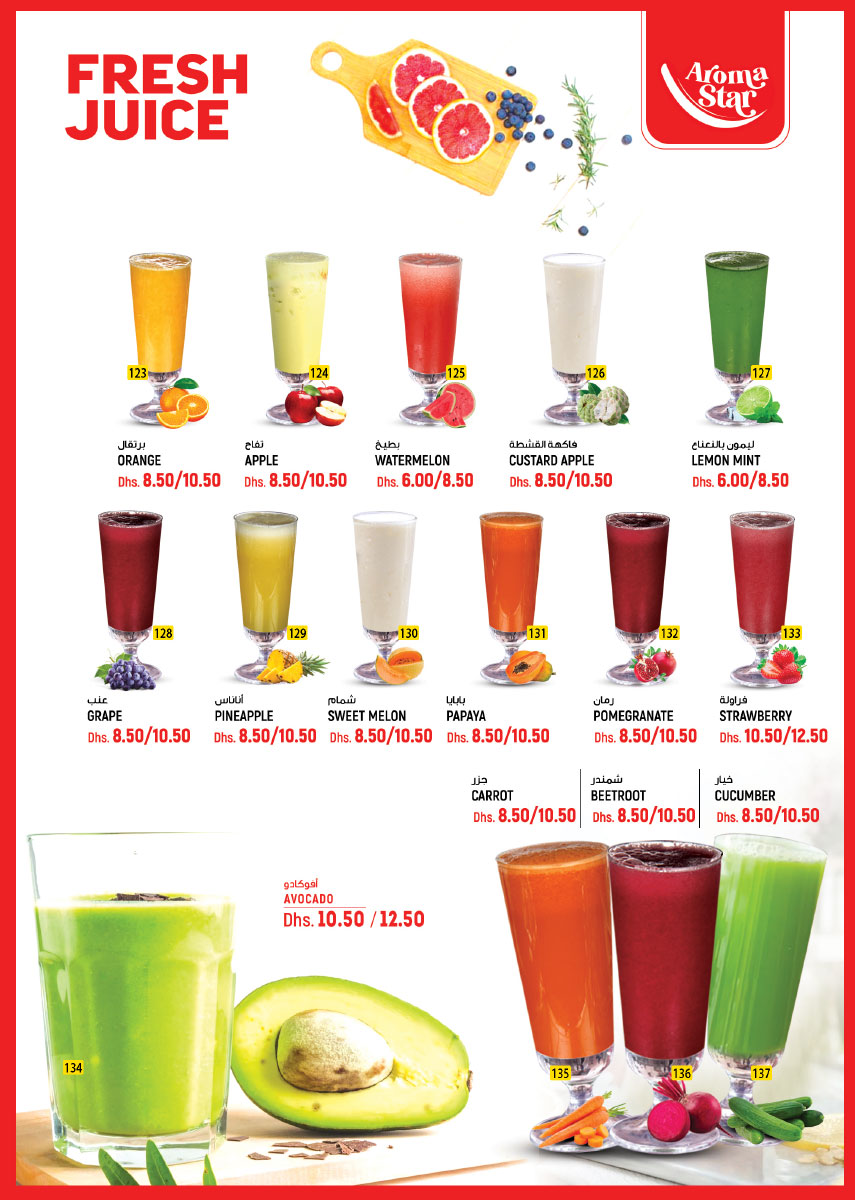 FRESH
JUICE
Aroma
Star
123
124
125
126
127
برتقال
ORANGE
Dhs. 8.50/10.50
تفاح
APPLE
Dhs. 8.50/10.50
بطيخ
WATERMELON
Dhs. 6.00/8.50
فاكهة القشطة
CUSTARD APPLE
Dhs. 8.50/10.50
ليمون بالنعناع
LEMON MINT
Dhs. 6.00/8.50
128
129
130
131
132
133
عنب
GRAPE
Dhs. 8.50/10.50
أناناس
PINEAPPLE
Dhs. 8.50/10.50
شمام
SWEET MELON
Dhs. 8.50/10.50
بابايا
PAPAYA
Dhs. 8.50/10.50
رمان
POMEGRANATE
Dhs. 8.50/10.50
فراولة
STRAWBERRY
Dhs. 10.50/12.50
جزر
CARROT
Dhs. 8.50/10.50
شمندر
BEETROOT
Dhs. 8.50/10.50
خيار
CUCUMBER
Dhs. 8.50/10.50
أفوكادو
AVOCADO
Dhs. 10.50 / 12.50
134
135
136
137